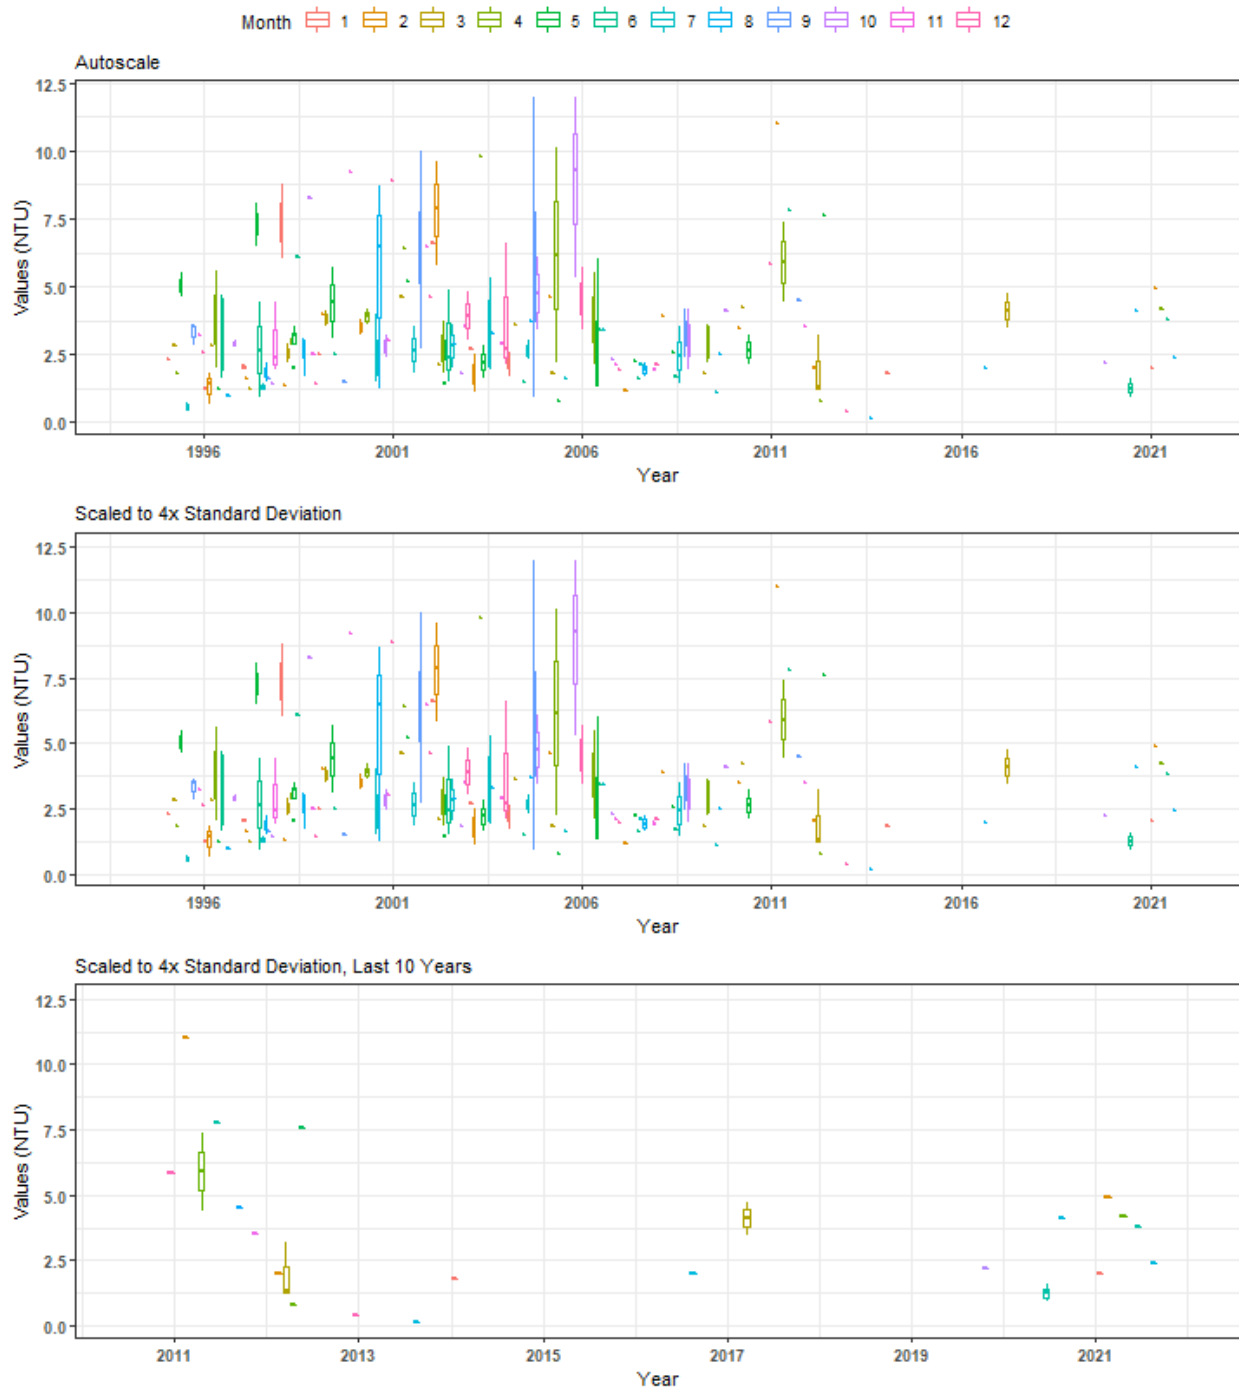 Month 1 2 3 4 5 6 7 8 9 10 11 12
Autoscale
12.5
10.0
7.5
5.0
2.5
0.0
Values (NTU)
1996 2001 2006 2011 2016 2021
Year
Scaled to 4x Standard Deviation
12.5
10.0
7.5
5.0
2.5
0.0
Values (NTU)
1996 2001 2006 2011 2016 2021
Year
Scaled to 4x Standard Deviation, Last 10 Years
12.5
10.0
7.5
5.0
2.5
0.0
Values (NTU)
2011 2013 2015 2017 2019 2021
Year